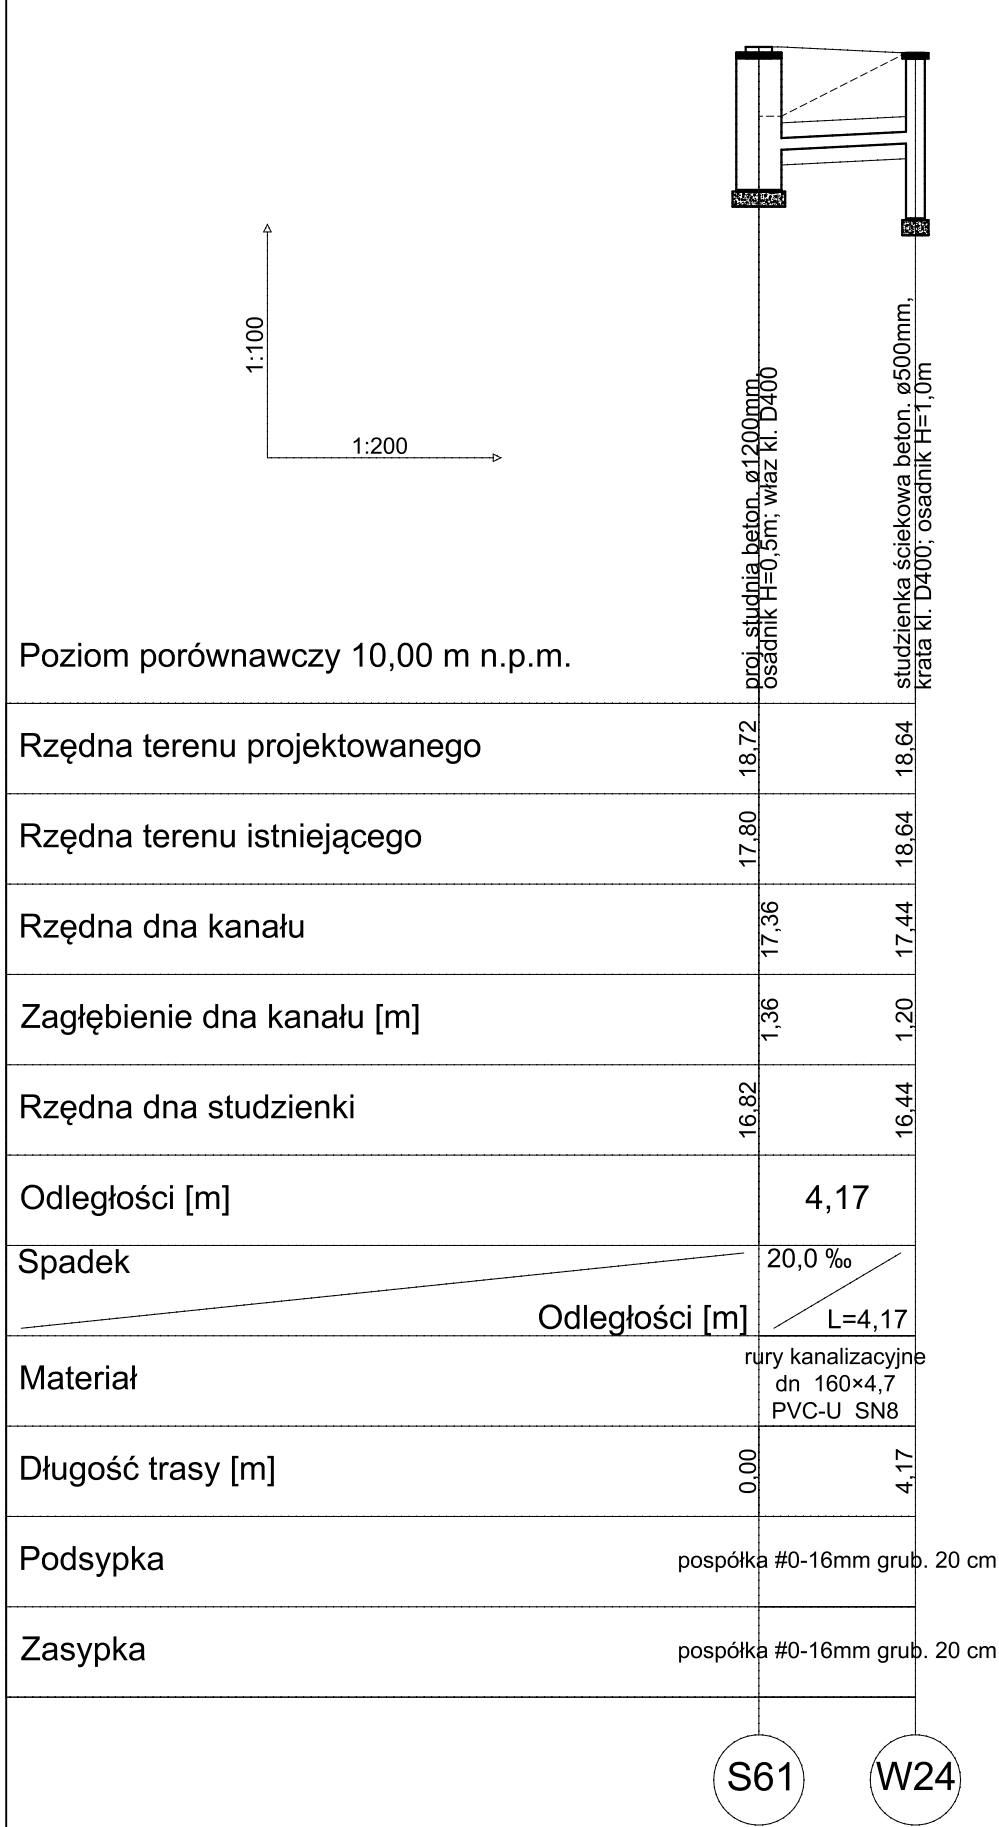 1:100
1:200
proj. studnia beton. ø1200mm,
osadnik H=0,5m; właz kl. D400
studzienka ściekowa beton. ø500mm,
krata kl. D400; osadnik H=1,0m
Poziom porównawczy 10,00 m n.p.m.
Rzędna terenu projektowanego 18,72 18,64
Rzędna terenu istniejącego 17,80 18,64
Rzędna dna kanału 17,36 17,44
Zagłębienie dna kanału [m] 1,36 1,20
Rzędna dna studzienki 16,82 16,44
Odległości [m] 4,17
Spadek 20,0 ‰
Odległości [m] L=4,17
Materiał
rury kanalizacyjne
dn 160×4,7
PVC-U SN8
Długość trasy [m] 0,00 4,17
Podsypka pospółka #0-16mm grub. 20 cm
Zasypka pospółka #0-16mm grub. 20 cm
S61 W24